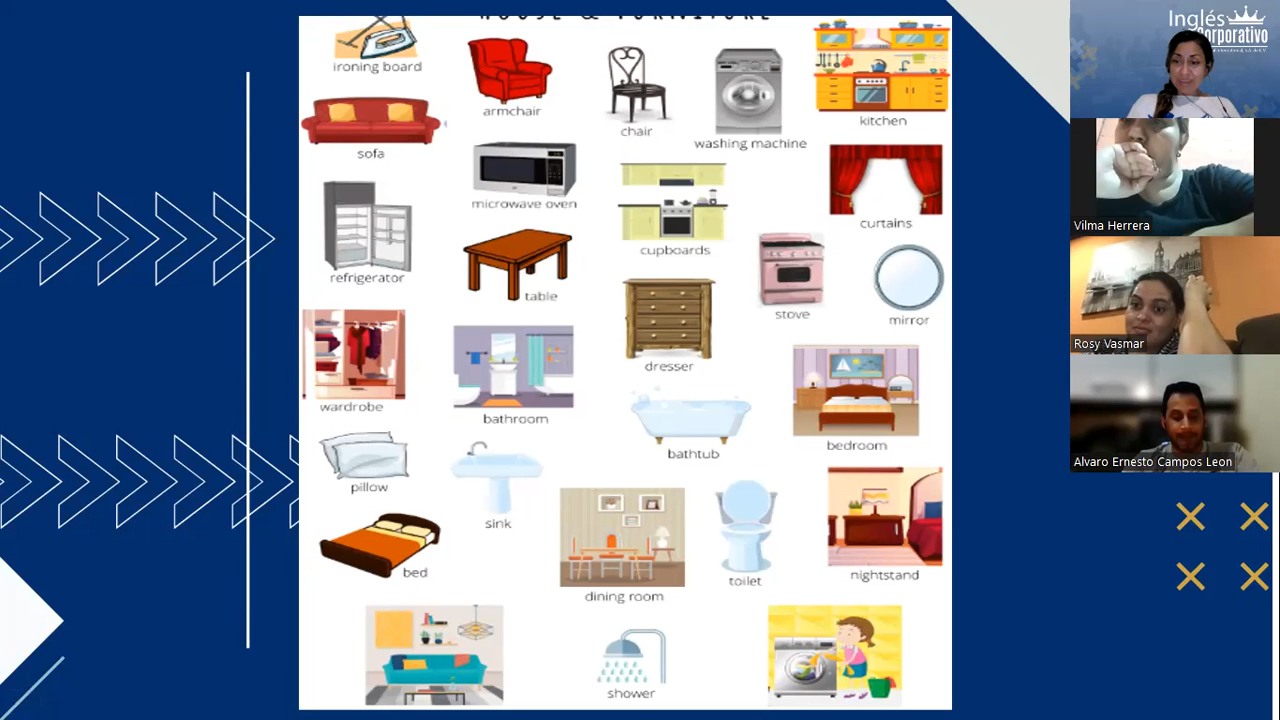 HOUSE & FURNITURE
ironing board
armchair
chair
washing machine
kitchen
sofa
microwave oven
cupboards
curtains
refrigerator
table
stove
mirror
dresser
wardrobe
bathroom
bathtub
bedroom
pillow
sink
bed
dining room
toilet
nightstand
shower
Inglés
Corporativo
Vilma Herrera
Rosy Vasmar
Alvaro Ernesto Campos Leon